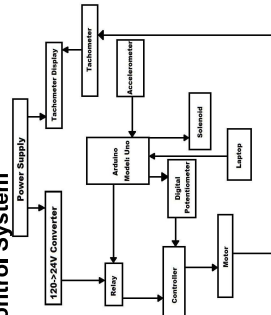 ontrol System
Power Supply
Tachometer Display
120->24V Converter
Tachometer
Accelerometer
Arduino
Model: Uno
Relay
Solenoid
Digital
Potentiometer
Controller
Laptop
Motor